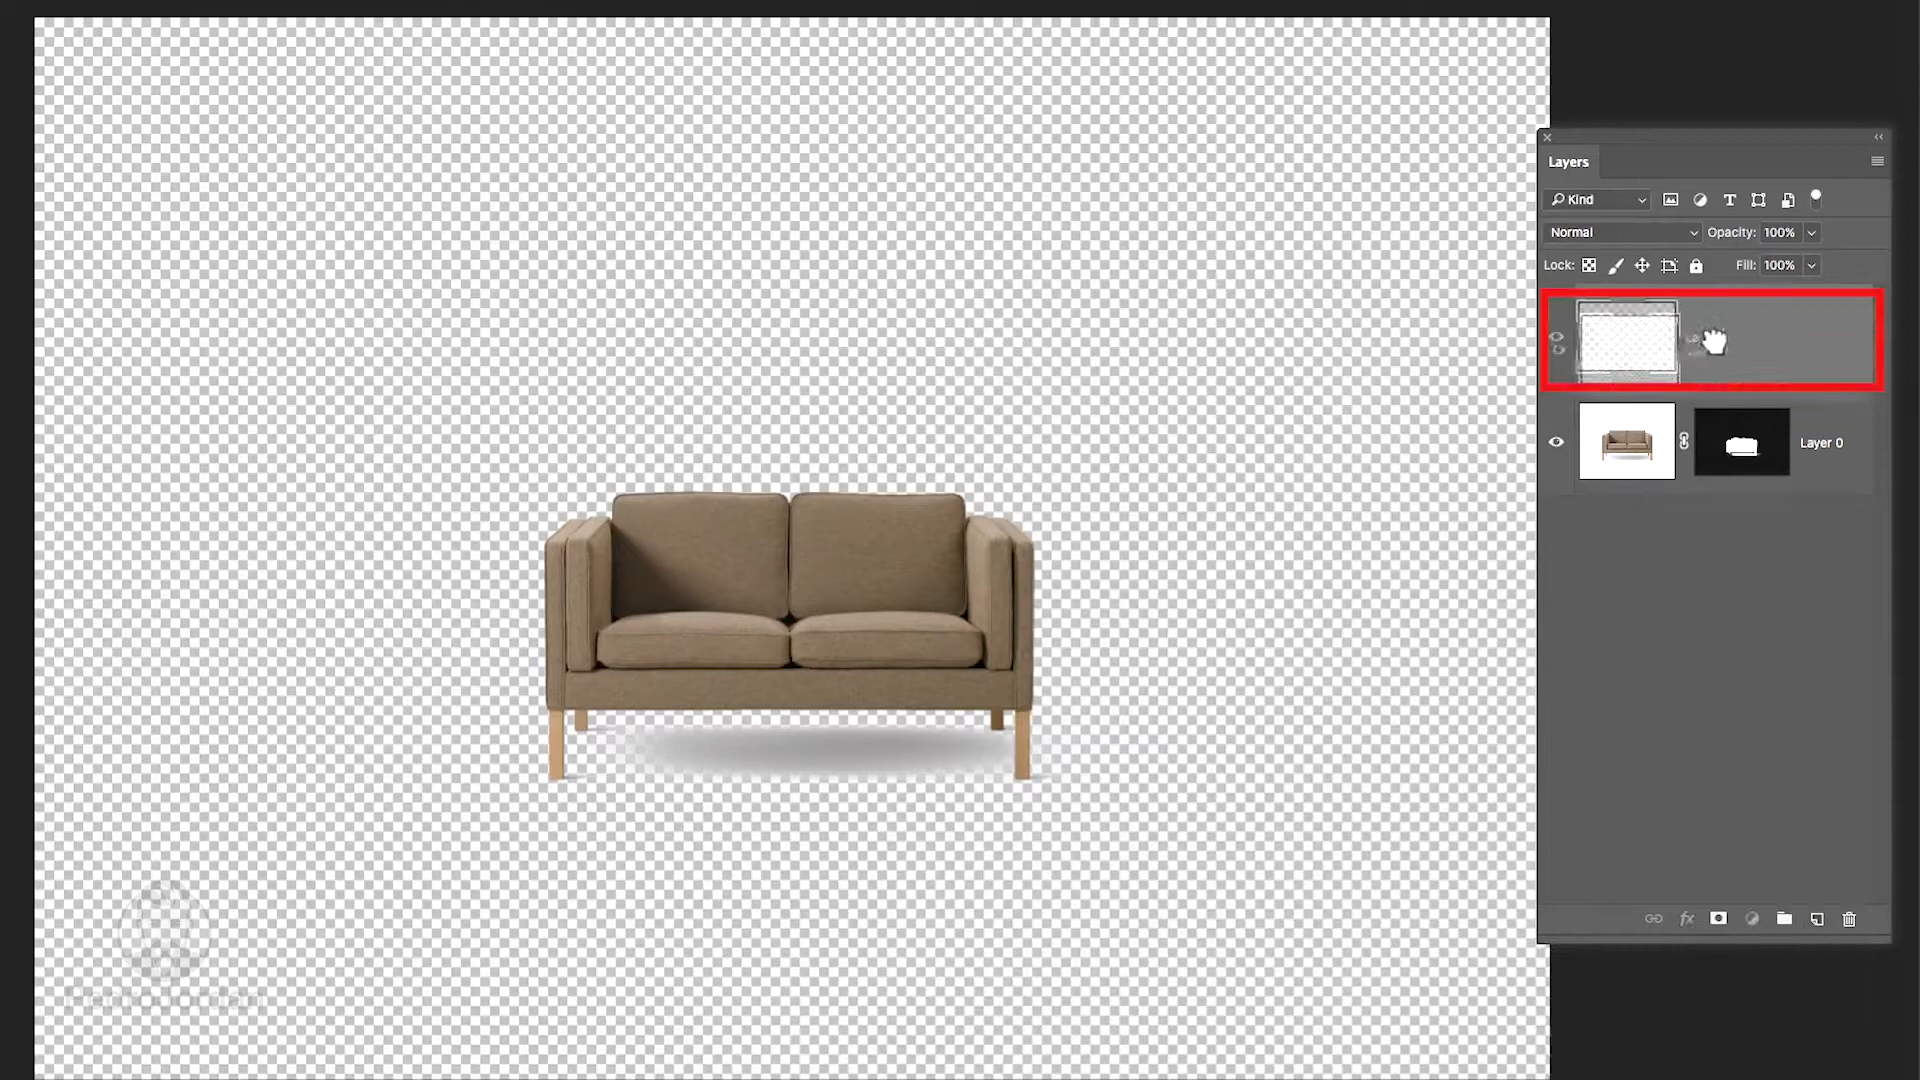 Layers
Kind
Normal
Opacity: 100%
Lock:
Fill: 100%
Layer 0